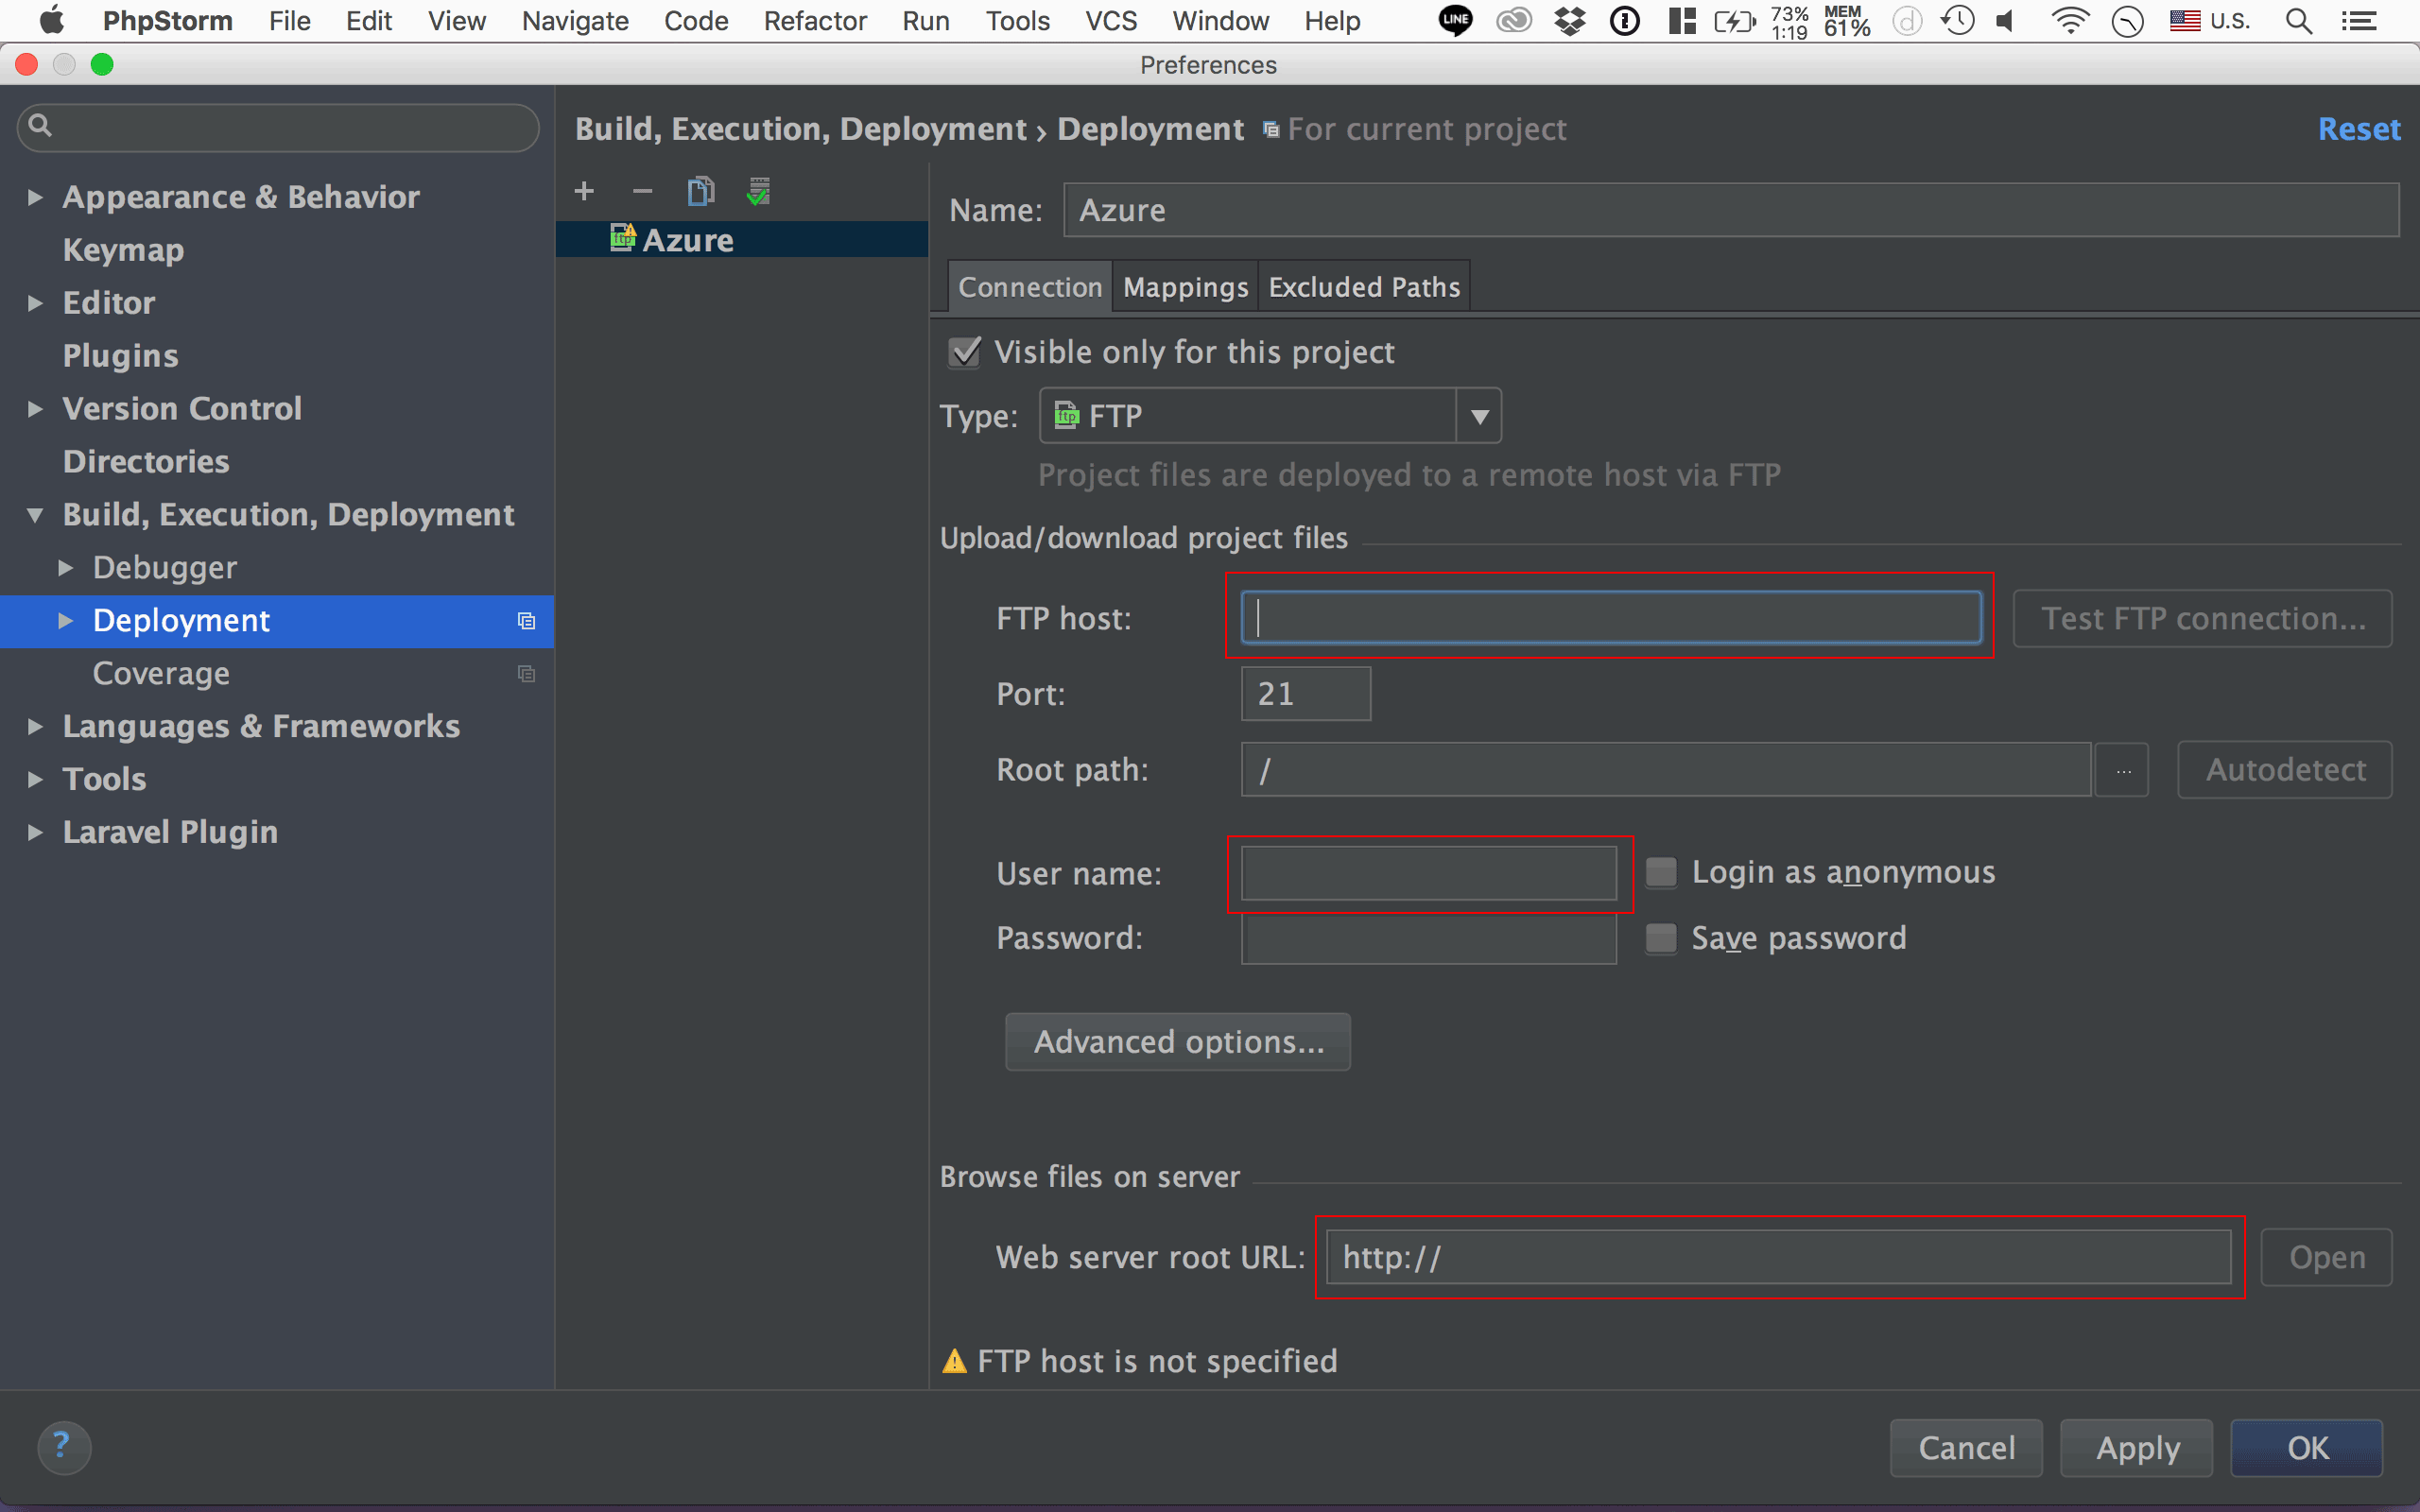 PhpStorm File Edit View Navigate Code Refactor Run Tools VCS Window Help LINE 73% 1:19 MEM 61% d U.S.
Preferences
Build, Execution, Deployment › Deployment For current project Reset
Appearance & Behavior
Keymap
Editor
Plugins
Version Control
Directories
Build, Execution, Deployment
Debugger
Deployment
Coverage
Languages & Frameworks
Tools
Laravel Plugin
ftp Azure
Name: Azure
Connection Mappings Excluded Paths
Visible only for this project
Type: ftp FTP
Project files are deployed to a remote host via FTP
Upload/download project files
FTP host: Test FTP connection...
Port: 21
Root path: / ... Autodetect
User name: Login as anonymous
Password: Save password
Advanced options...
Browse files on server
Web server root URL: http:// Open
FTP host is not specified
? Cancel Apply OK